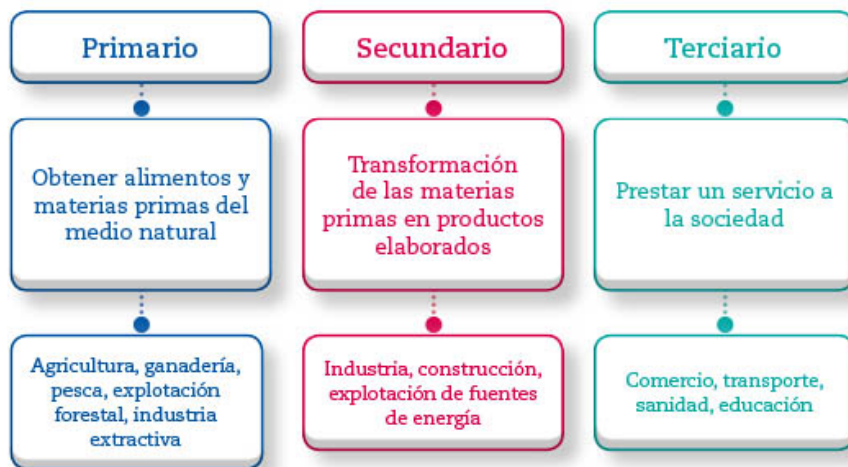 Primario
Secundario
Terciario
Obtener alimentos y
materias primas del
medio natural
Transformación
de las materias
primas en productos
elaborados
Prestar un servicio a
la sociedad
Agricultura, ganadería,
pesca, explotación
forestal, industria
extractiva
Industria, construcción,
explotación de fuentes
de energía
Comercio, transporte,
sanidad, educación